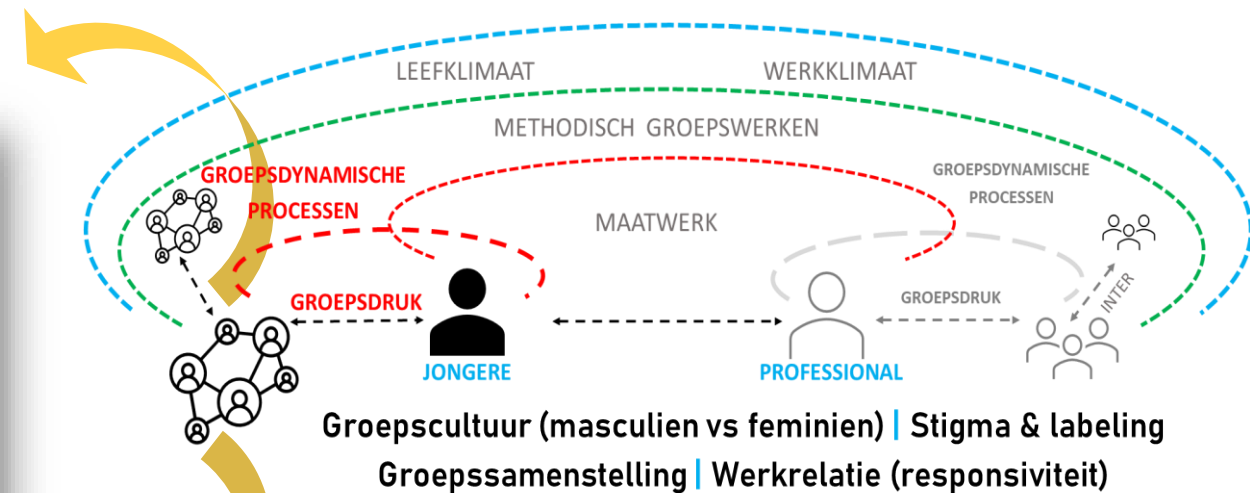 LEEFKLIMAAT WERKKLIMAAT
METHODISCH GROEPSWERKEN
GROEPSDYNAMISCHE
PROCESSEN
GROEPSDYNAMISCHE
PROCESSEN
MAATWERK
INTER
GROEPSDRUK
GROEPSDRUK
JONGERE
PROFESSIONAL
Groepscultuur (masculien vs feminien) | Stigma & labeling
Groepssamenstelling | Werkrelatie (responsiviteit)